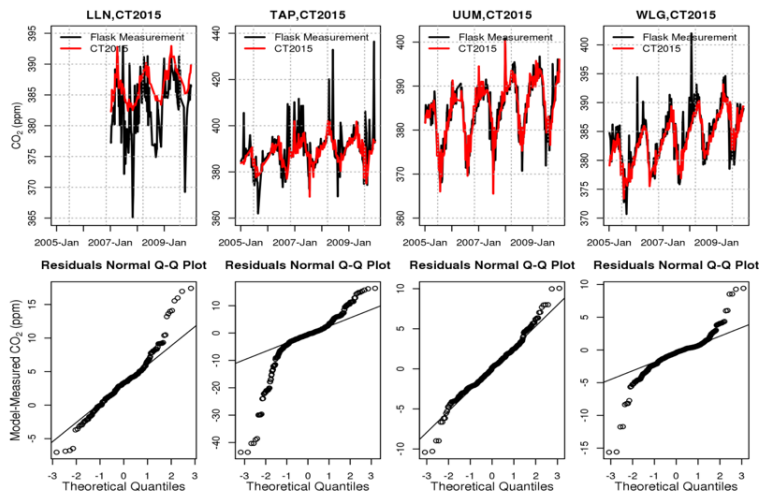 LLN,CT2015
TAP,CT2015
UUM,CT2015
WLG,CT2015
Flask Measurement
CT2015
Flask Measurement
CT2015
Flask Measurement
CT2015
Flask Measurement
CT2015
CO2 (ppm)
395
390
385
380
375
370
365
440
420
400
380
360
400
390
380
370
360
400
390
380
370
2005-Jan 2007-Jan 2009-Jan
2005-Jan 2007-Jan 2009-Jan
2005-Jan 2007-Jan 2009-Jan
2005-Jan 2007-Jan 2009-Jan
Residuals Normal Q-Q Plot
Residuals Normal Q-Q Plot
Residuals Normal Q-Q Plot
Residuals Normal Q-Q Plot
Model-Measured CO2 (ppm)
15
10
5
0
-5
10
0
-10
-20
-30
-40
10
5
0
-5
-10
10
5
0
-5
-10
-15
-3 -2 -1 0 1 2 3
-3 -2 -1 0 1 2 3
-3 -2 -1 0 1 2 3
-3 -2 -1 0 1 2 3
Theoretical Quantiles
Theoretical Quantiles
Theoretical Quantiles
Theoretical Quantiles